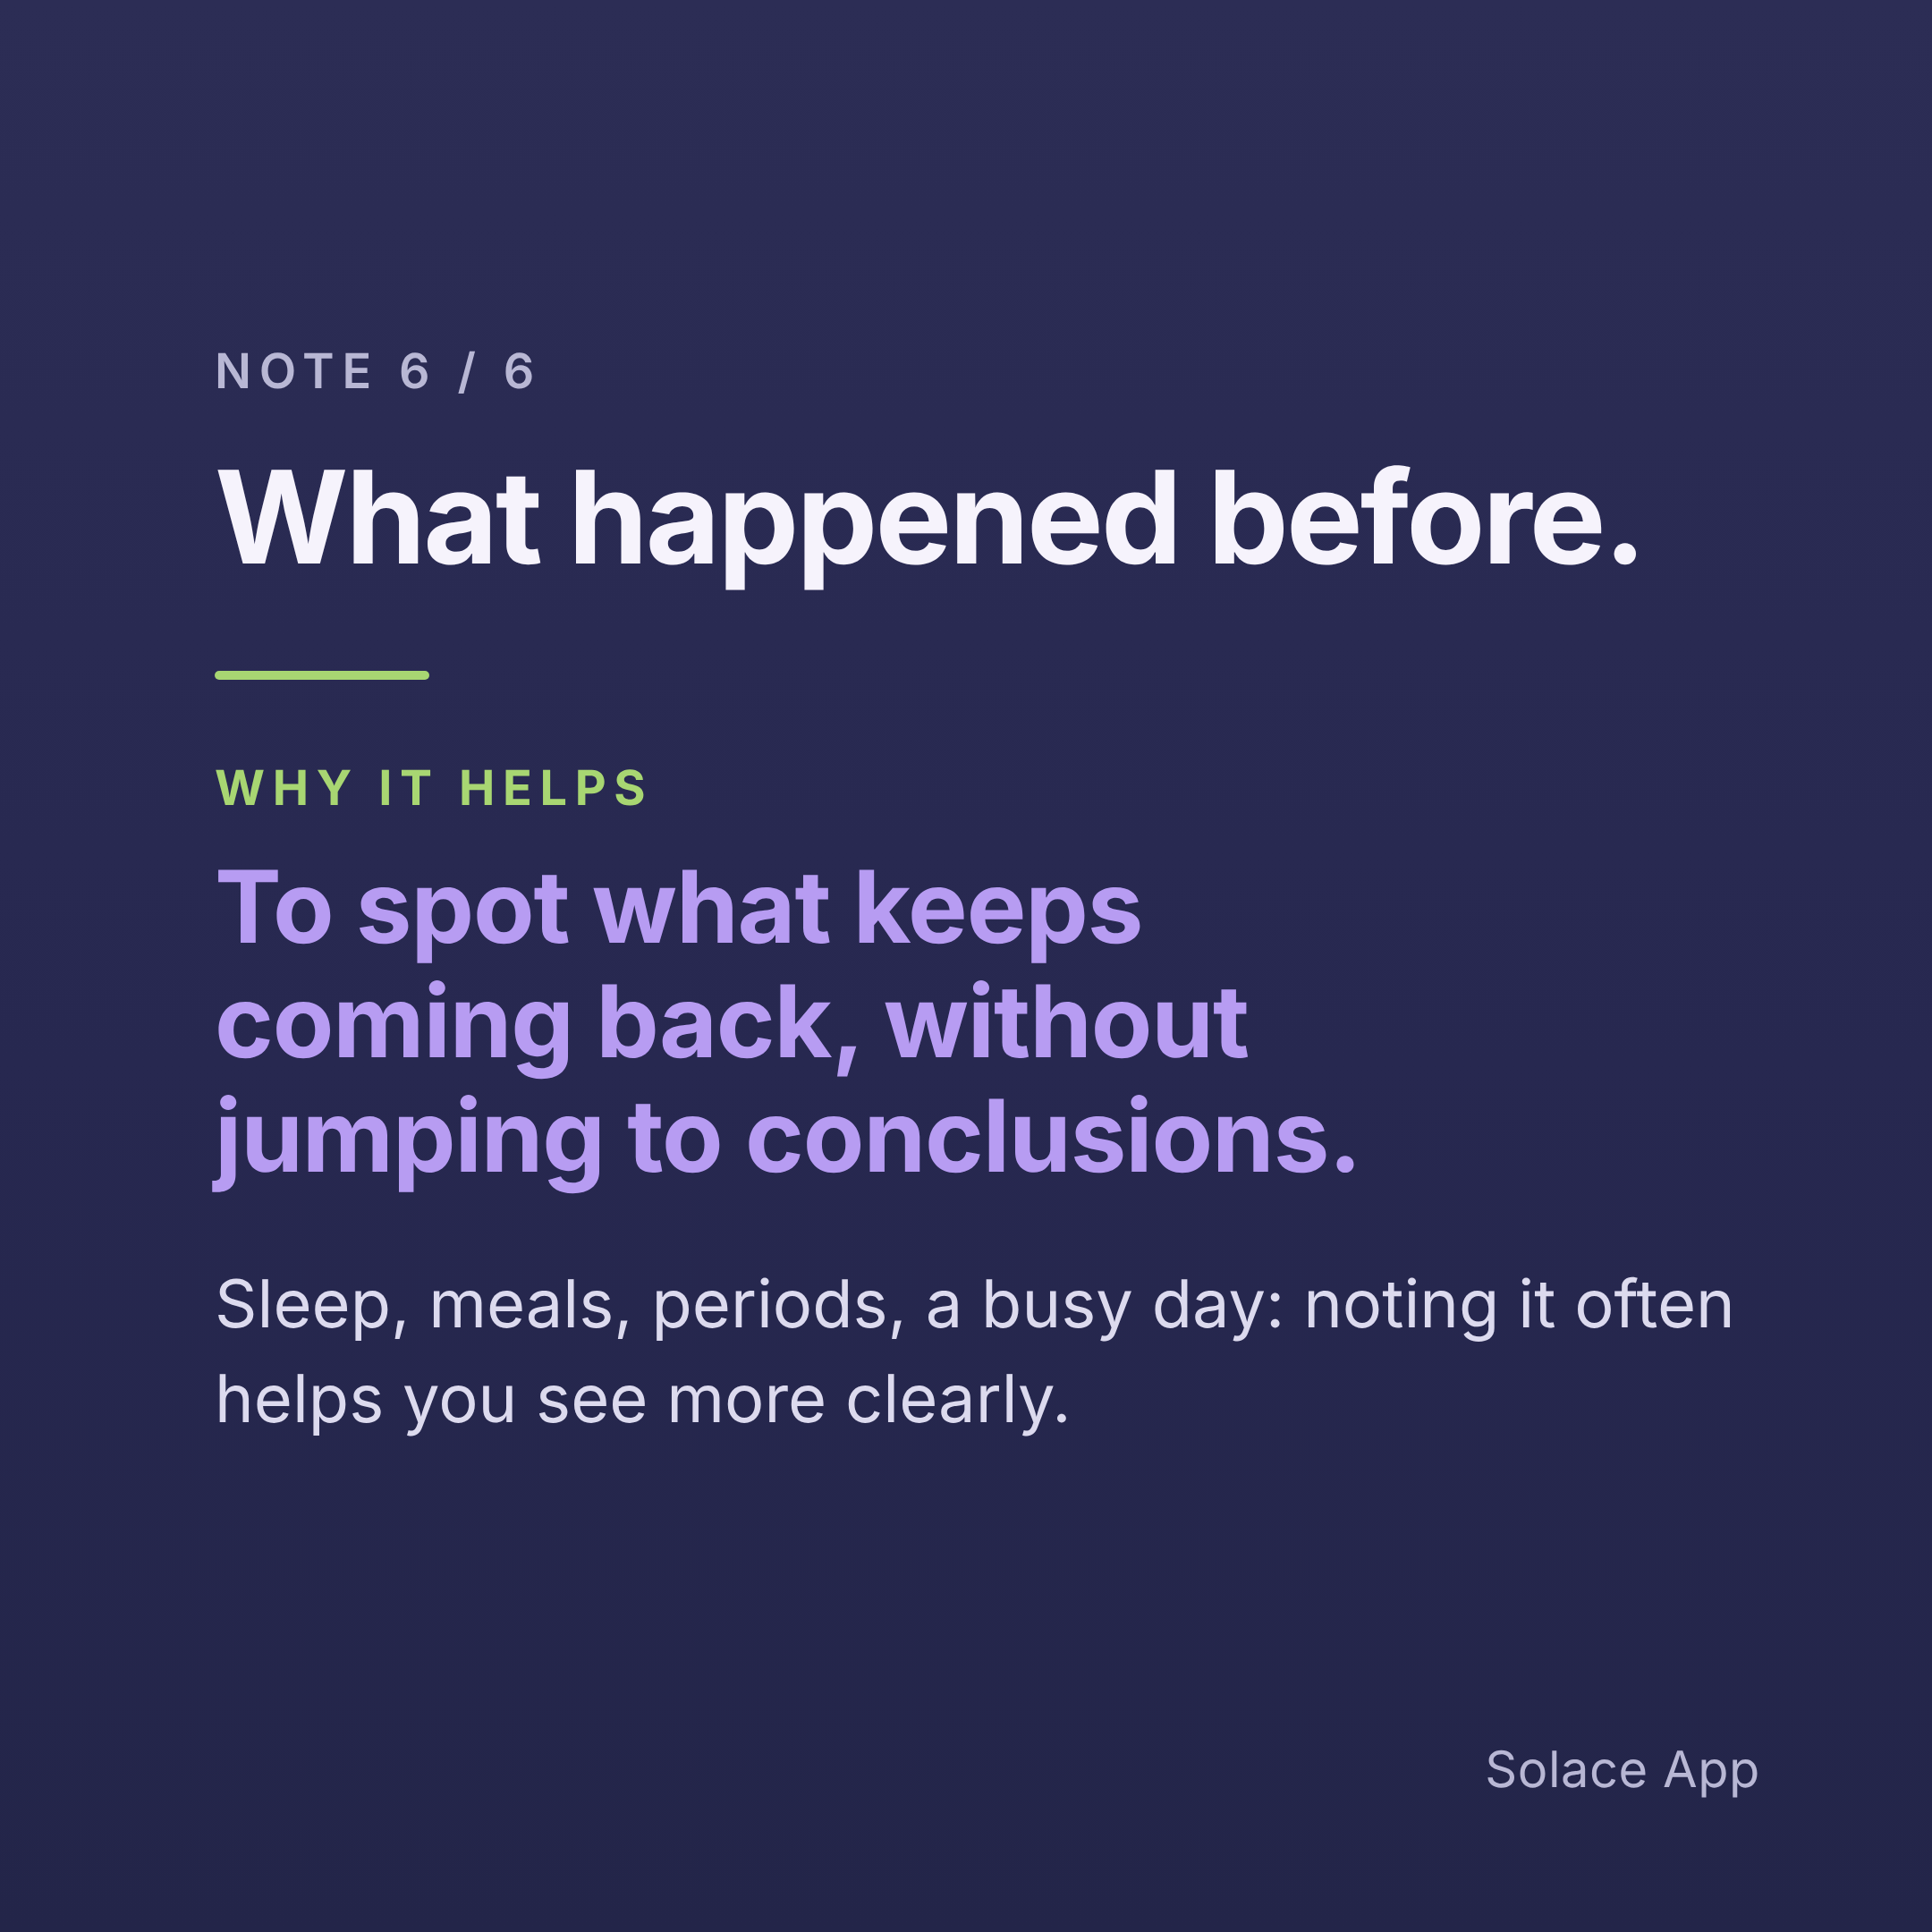 NOTE 6 / 6
What happened before.
WHY IT HELPS
To spot what keeps
coming back, without
jumping to conclusions.
Sleep, meals, periods, a busy day: noting it often
helps you see more clearly.
Solace App